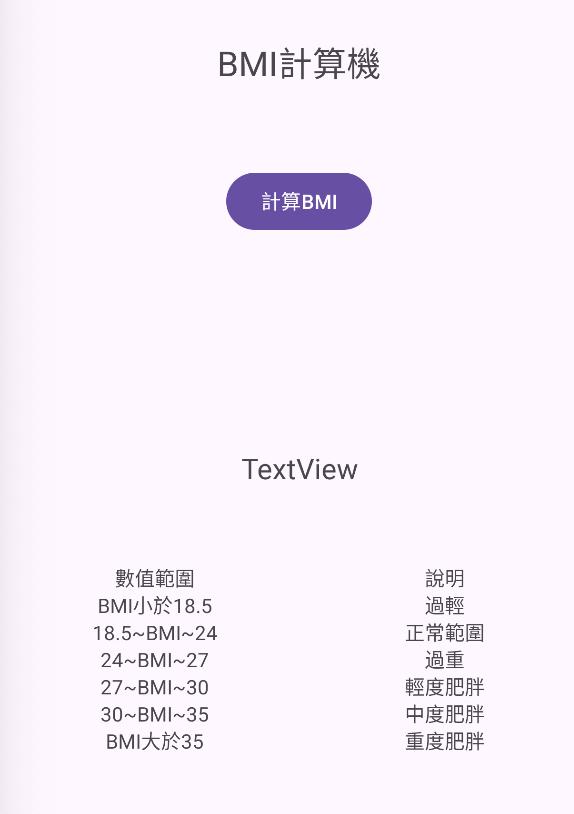 BMI計算機
計算BMI
TextView
數值範圍 說明
BMI小於18.5 過輕
18.5~BMI~24 正常範圍
24~BMI~27 過重
27~BMI~30 輕度肥胖
30~BMI~35 中度肥胖
BMI大於35 重度肥胖